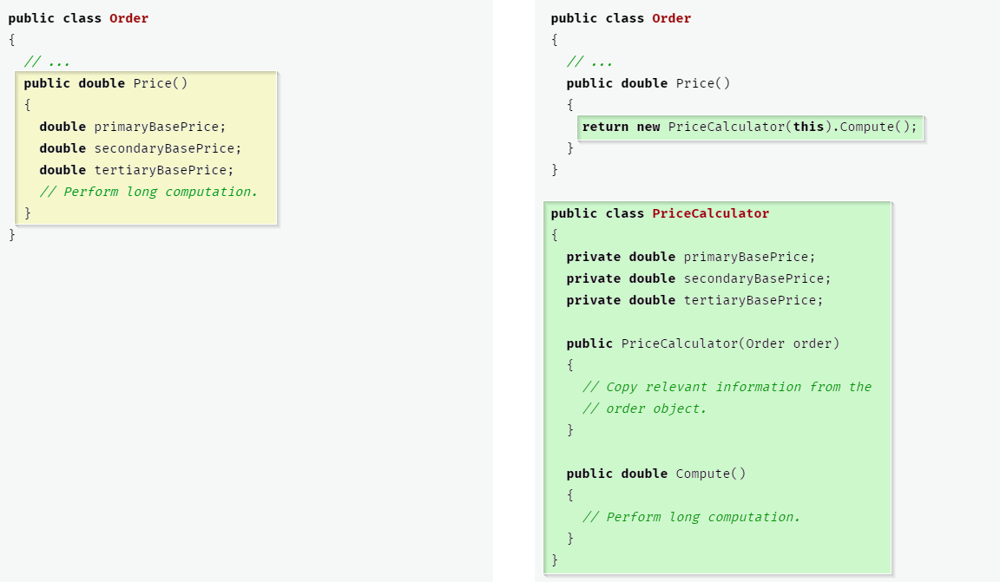 public class Order
{
  // ...
  public double Price()
  {
    double primaryBasePrice;
    double secondaryBasePrice;
    double tertiaryBasePrice;
    // Perform long computation.
  }
}
public class Order
{
  // ...
  public double Price()
  {
    return new PriceCalculator(this).Compute();
  }
}
public class PriceCalculator
{
  private double primaryBasePrice;
  private double secondaryBasePrice;
  private double tertiaryBasePrice;
  public PriceCalculator(Order order)
  {
    // Copy relevant information from the
    // order object.
  }
  public double Compute()
  {
    // Perform long computation.
  }
}